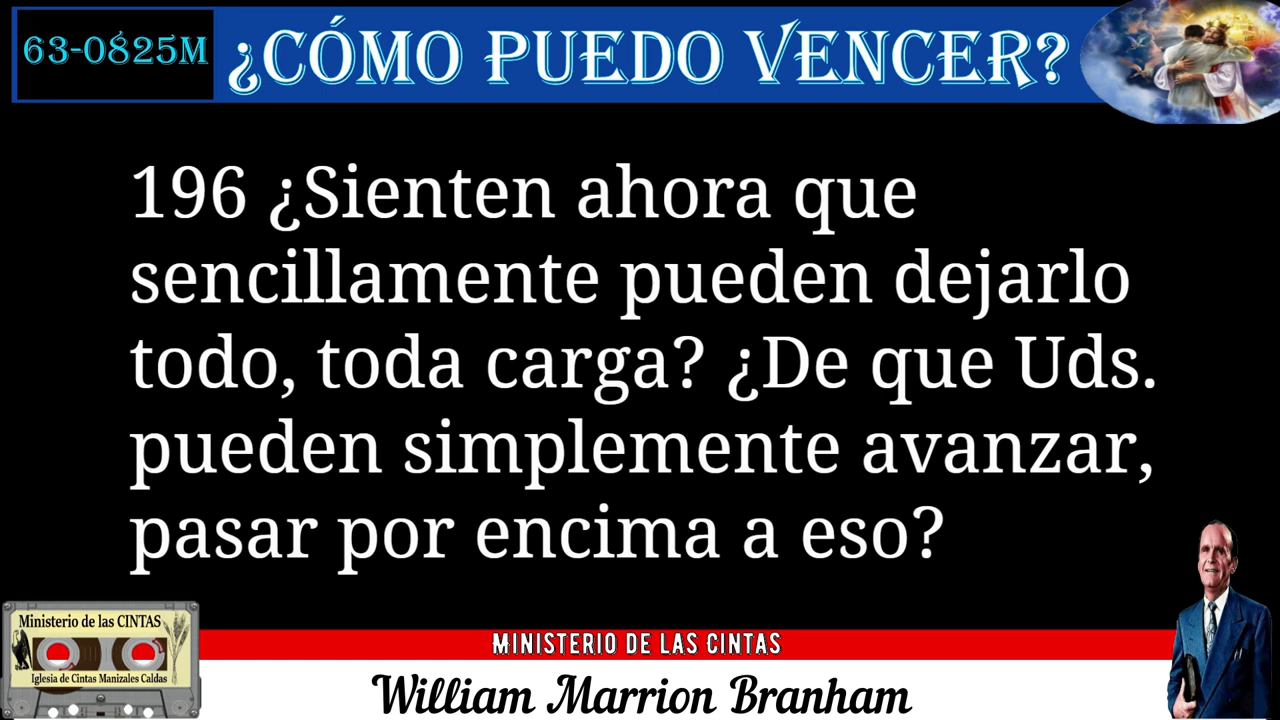 63-0825M
¿CÓMO PUEDO VENCER?
196 ¿Sienten ahora que
sencillamente pueden dejarlo
todo, toda carga? ¿De que Uds.
pueden simplemente avanzar,
pasar por encima a eso?
Ministerio de las CINTAS
Iglesia de Cintas Manizales Caldas
MINISTERIO DE LAS CINTAS
William Marrion Branham